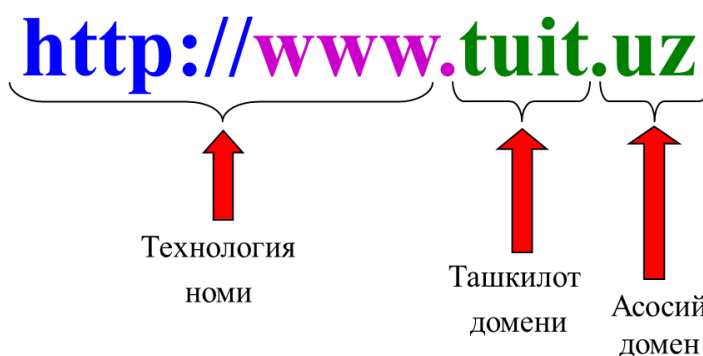 http://www.tuit.uz
Технология
номи
Ташкилот
домени
Асосий
домен